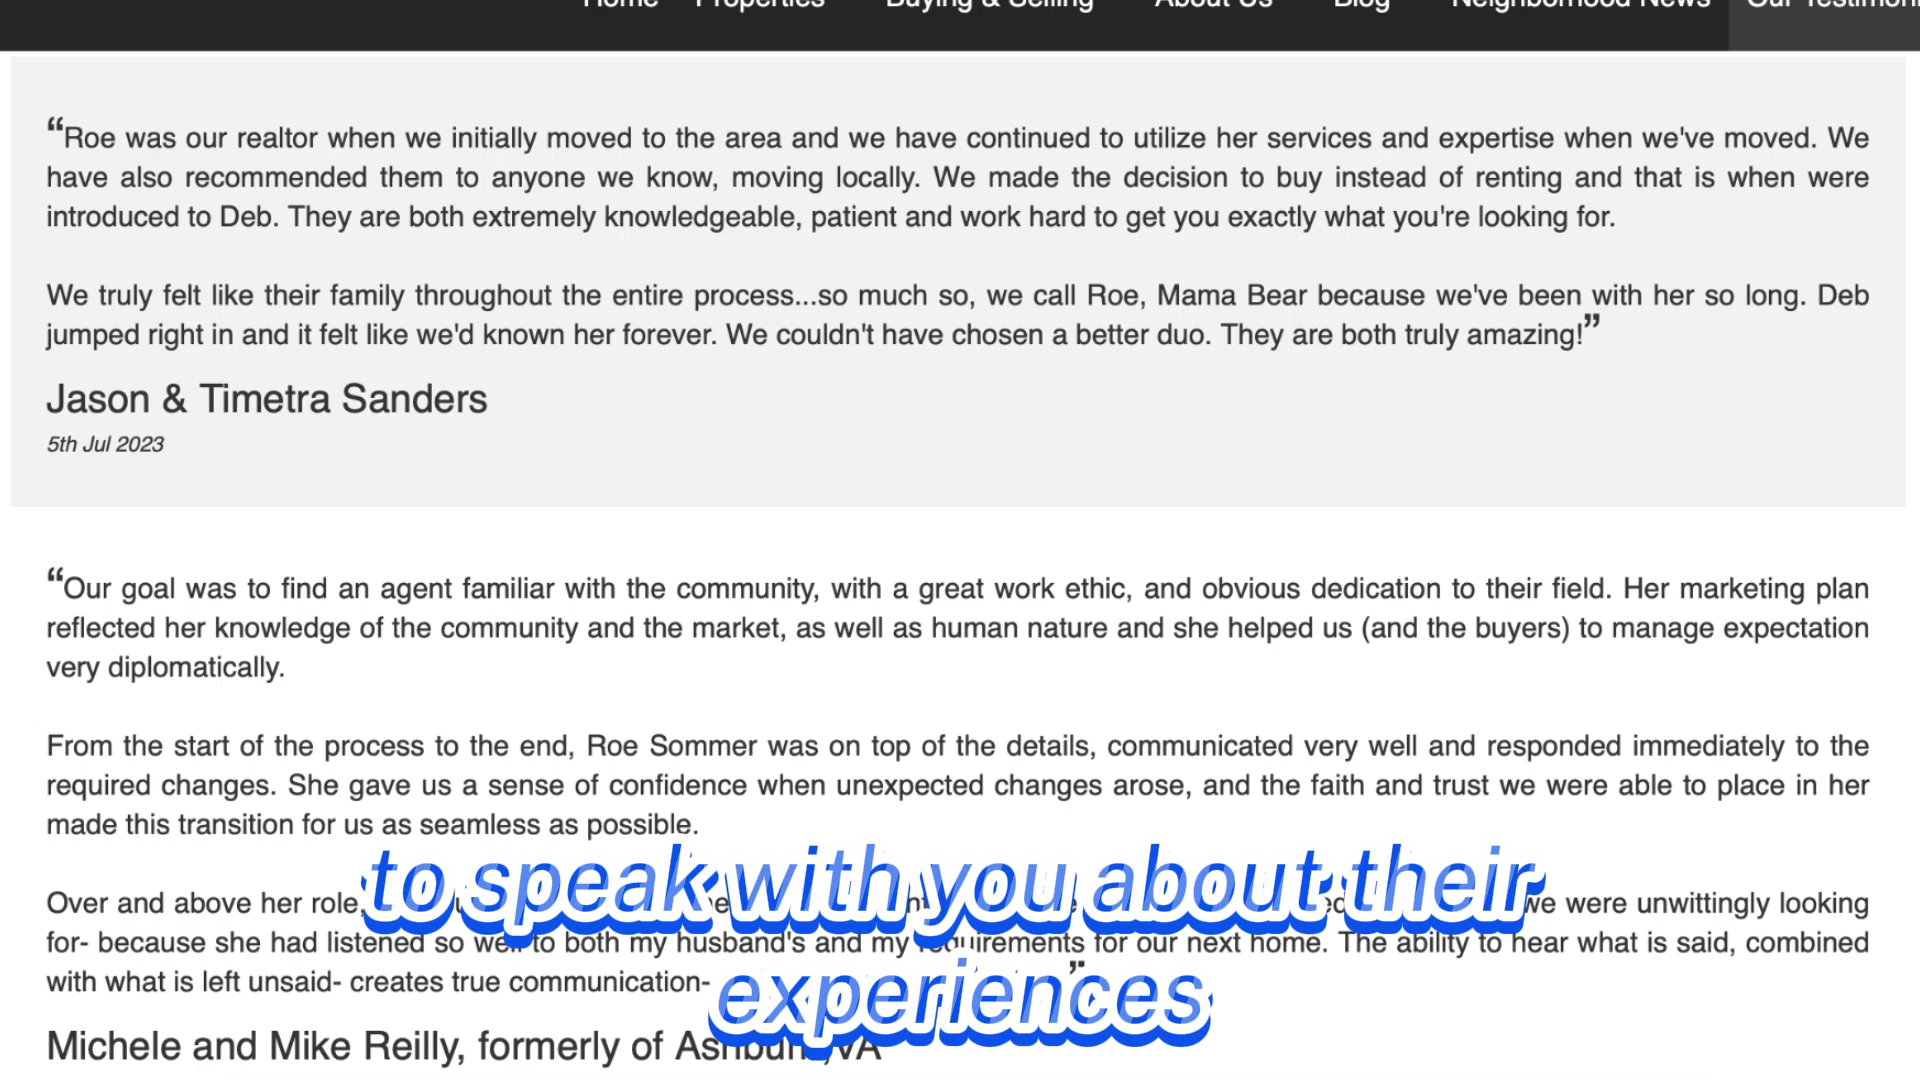 Home Properties Buying & Selling About Us Blog Neighborhood News Our
“Roe was our realtor when we initially moved to the area and we have continued to utilize her services and expertise when we've moved. We
have also recommended them to anyone we know, moving locally. We made the decision to buy instead of renting and that is when were
introduced to Deb. They are both extremely knowledgeable, patient and work hard to get you exactly what you're looking for.
We truly felt like their family throughout the entire process...so much so, we call Roe, Mama Bear because we've been with her so long. Deb
jumped right in and it felt like we'd known her forever. We couldn't have chosen a better duo. They are both truly amazing!”
Jason & Timetra Sanders
5th Jul 2023
“Our goal was to find an agent familiar with the community, with a great work ethic, and obvious dedication to their field. Her marketing plan
reflected her knowledge of the community and the market, as well as human nature and she helped us (and the buyers) to manage expectation
very diplomatically.
From the start of the process to the end, Roe Sommer was on top of the details, communicated very well and responded immediately to the
required changes. She gave us a sense of confidence when unexpected changes arose, and the faith and trust we were able to place in her
made this transition for us as seamless as possible.
Over and above her role, we were unwittingly looking
for- because she had listened so well to both my husband's and my requirements for our next home. The ability to hear what is said, combined
with what is left unsaid- creates true communication- ”
Michele and Mike Reilly, formerly of Ashburn, VA
to speak with you about their
experiences